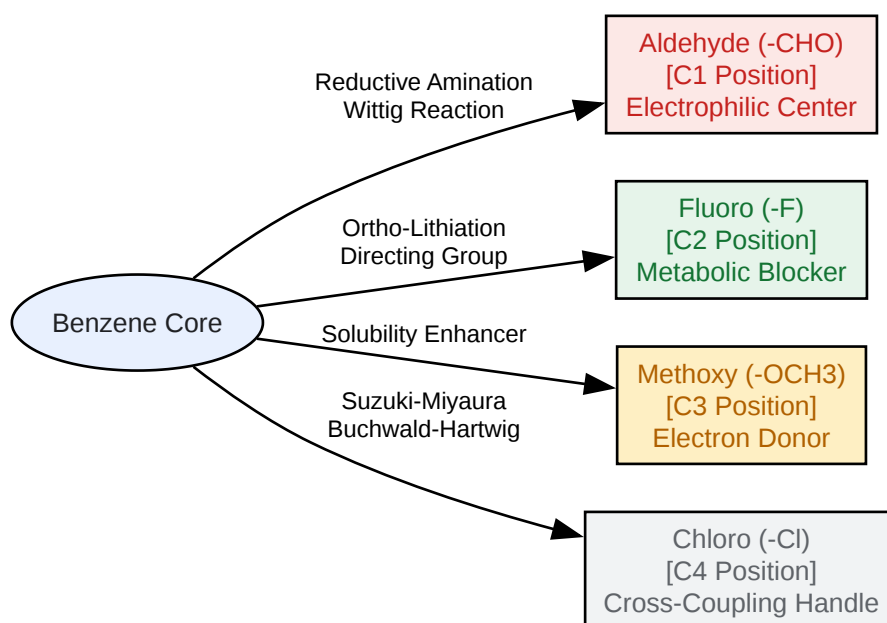 Benzene Core
Reductive Amination
Wittig Reaction
Aldehyde (-CHO)
[C1 Position]
Electrophilic Center
Ortho-Lithiation
Directing Group
Fluoro (-F)
[C2 Position]
Metabolic Blocker
Solubility Enhancer
Methoxy (-OCH3)
[C3 Position]
Electron Donor
Suzuki-Miyaura
Buchwald-Hartwig
Chloro (-Cl)
[C4 Position]
Cross-Coupling Handle